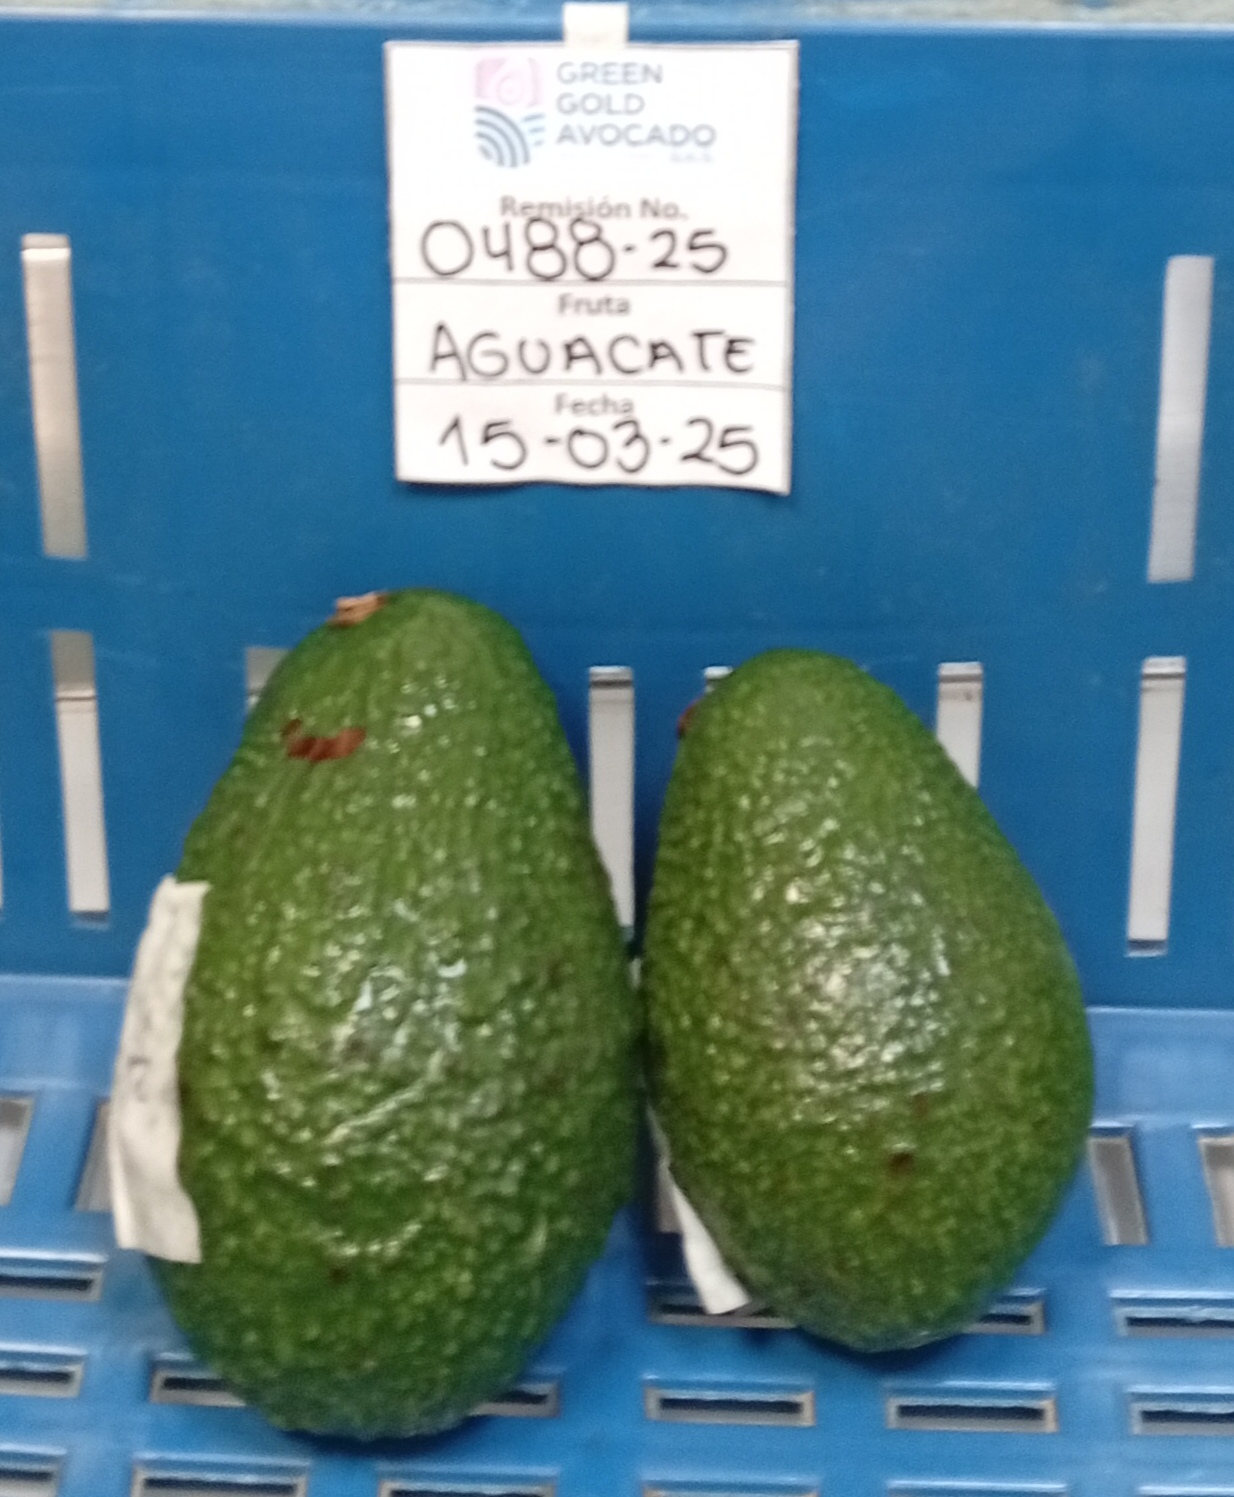 GREEN
GOLD
AVOCADO
S.A.S
Remisión No.
0488-25
Fruta
AGUACATE
Fecha
15-03-25